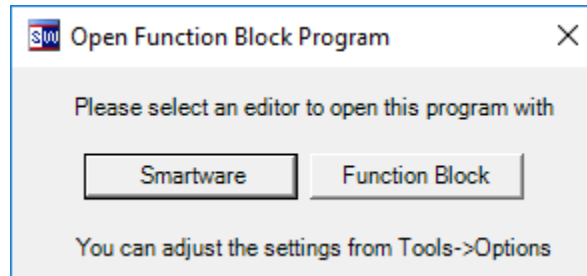 SW Open Function Block Program
Please select an editor to open this program with
Smartware Function Block
You can adjust the settings from Tools->Options